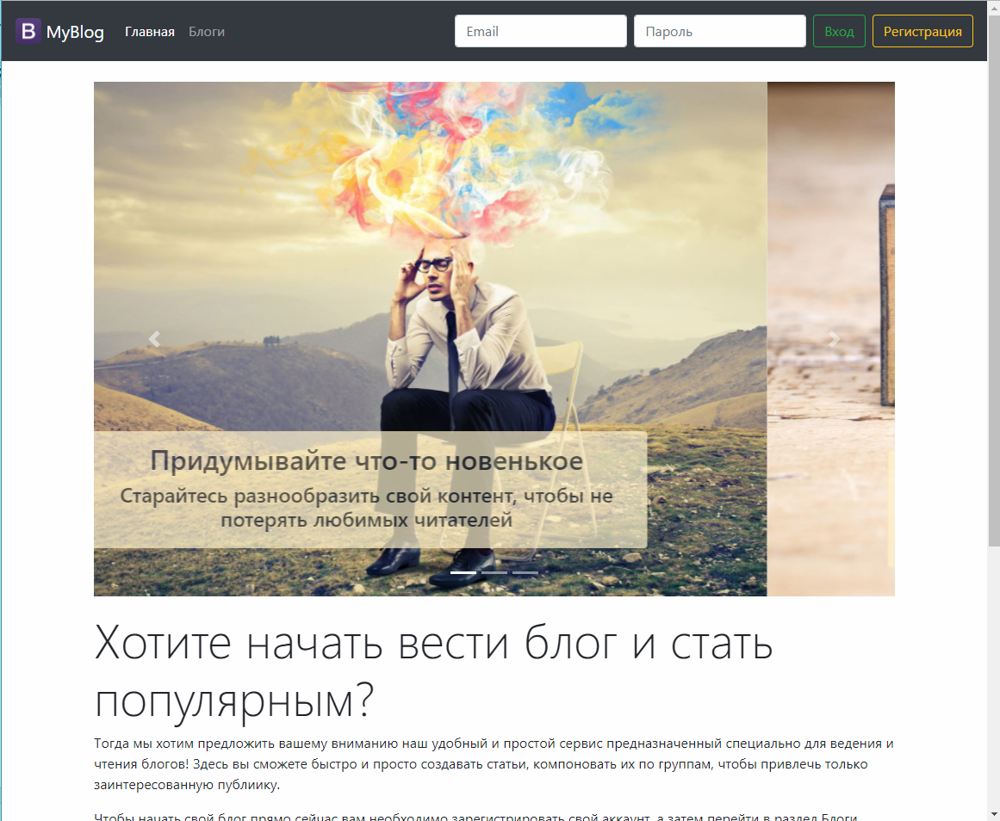 B MyBlog Главная Блоги Email Пароль Вход Регистрация
Придумывайте что-то новенькое
Старайтесь разнообразить свой контент, чтобы не
потерять любимых читателей
Хотите начать вести блог и стать
популярным?
Тогда мы хотим предложить вашему вниманию наш удобный и простой сервис предназначенный специально для ведения и
чтения блогов! Здесь вы сможете быстро и просто создавать статьи, компоновать их по группам, чтобы привлечь только
заинтересованную публиику.
Чтобы начать свой блог прямо сейчас вам необходимо зарегистрировать свой аккаунт, а затем перейти в раздел Блоги